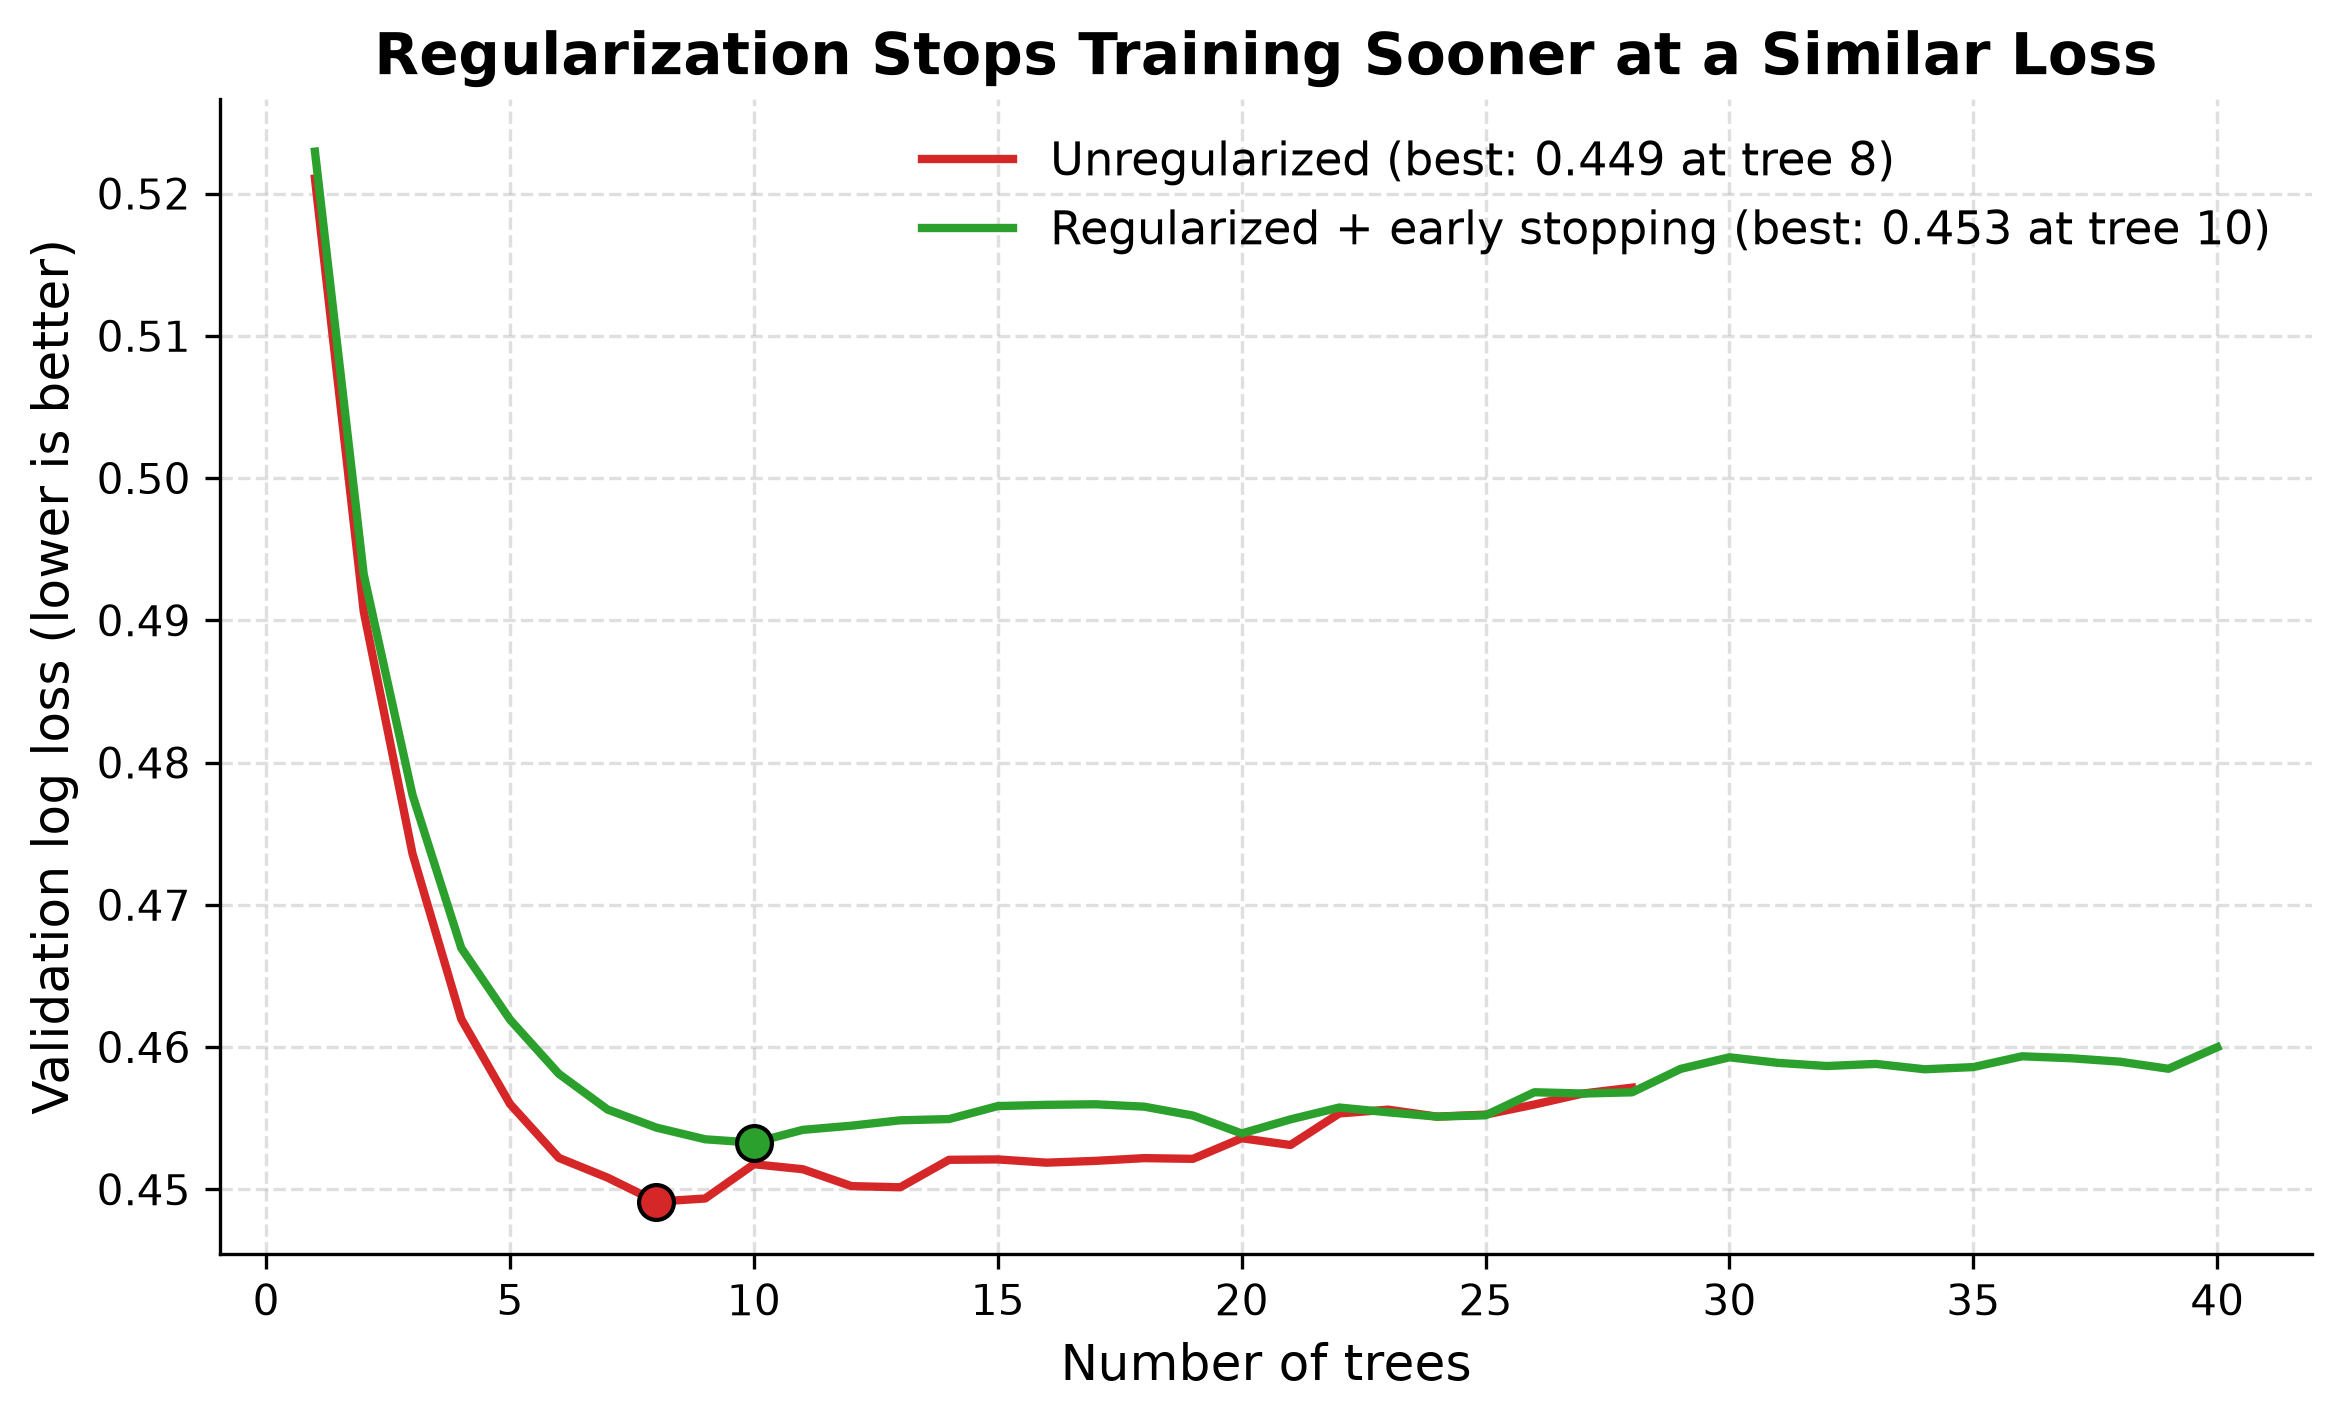 Regularization Stops Training Sooner at a Similar Loss
Unregularized (best: 0.449 at tree 8)
Regularized + early stopping (best: 0.453 at tree 10)
Validation log loss (lower is better)
0.52
0.51
0.50
0.49
0.48
0.47
0.46
0.45
0 5 10 15 20 25 30 35 40
Number of trees